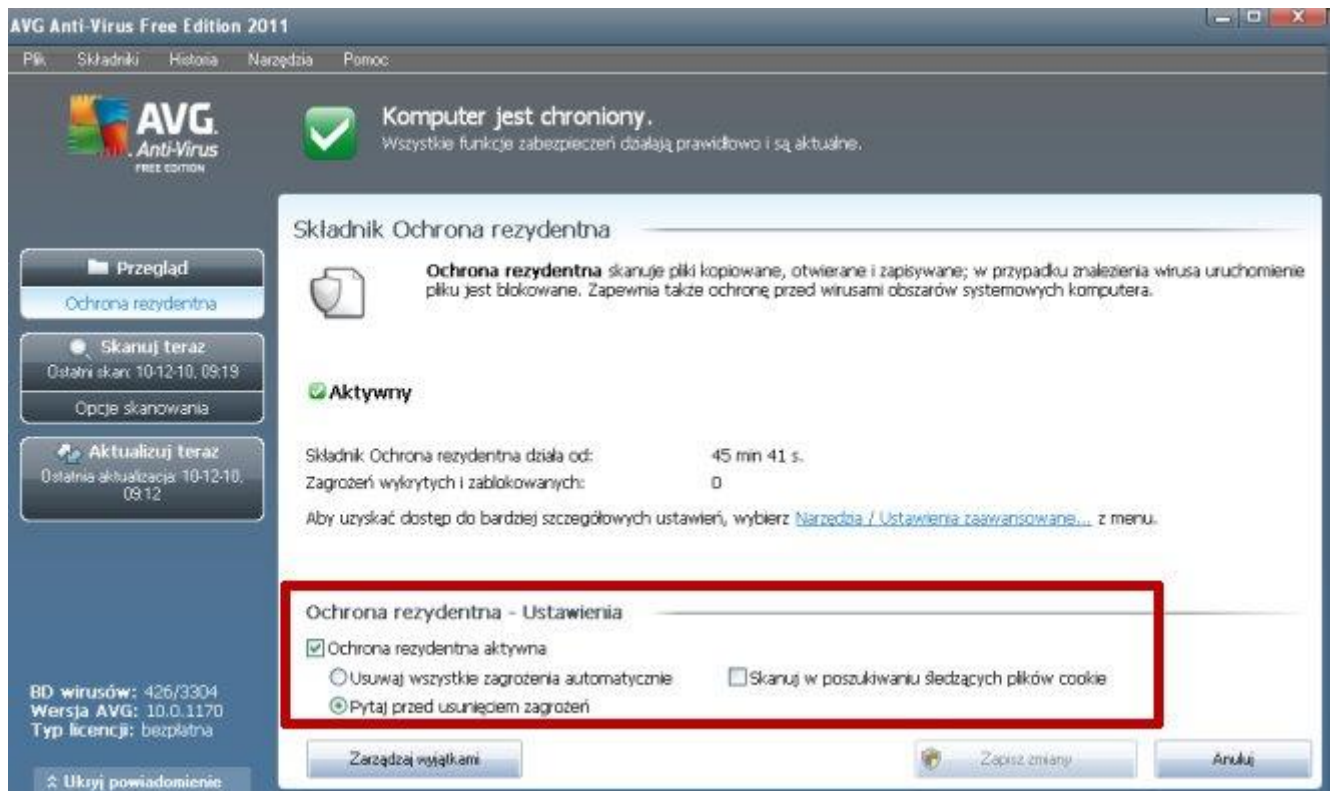 AVG Anti-Virus Free Edition 2011
Plik Składniki Historia Narzędzia Pomoc
AVG.
Anti-Virus
FREE EDITION
Komputer jest chroniony.
Wszystkie funkcje zabezpieczeń działają prawidłowo i są aktualne.
Składnik Ochrona rezydentna
Ochrona rezydentna skanuje pliki kopiowane, otwierane i zapisywane; w przypadku znalezienia wirusa uruchomienie
pliku jest blokowane. Zapewnia także ochronę przed wirusami obszarów systemowych komputera.
Przegląd
Ochrona rezydentna
Skanuj teraz
Ostatni skan: 10-12-10, 09:19
Opcje skanowania
Aktualizuj teraz
Ostatnia aktualizacja: 10-12-10,
09:12
Aktywny
Składnik Ochrona rezydentna działa od: 45 min 41 s.
Zagrożeń wykrytych i zablokowanych: 0
Aby uzyskać dostęp do bardziej szczegółowych ustawień, wybierz Narzędzia / Ustawienia zaawansowane... z menu.
Ochrona rezydentna - Ustawienia
Ochrona rezydentna aktywna
Usuwaj wszystkie zagrożenia automatycznie Skanuj w poszukiwaniu śledzących plików cookie
Pytaj przed usunięciem zagrożeń
BD wirusów: 426/3304
Wersja AVG: 10.0.1170
Typ licencji: bezpłatna
Ukryj powiadomienie
Zarządzaj wyjątkami Zapisz zmiany Anuluj